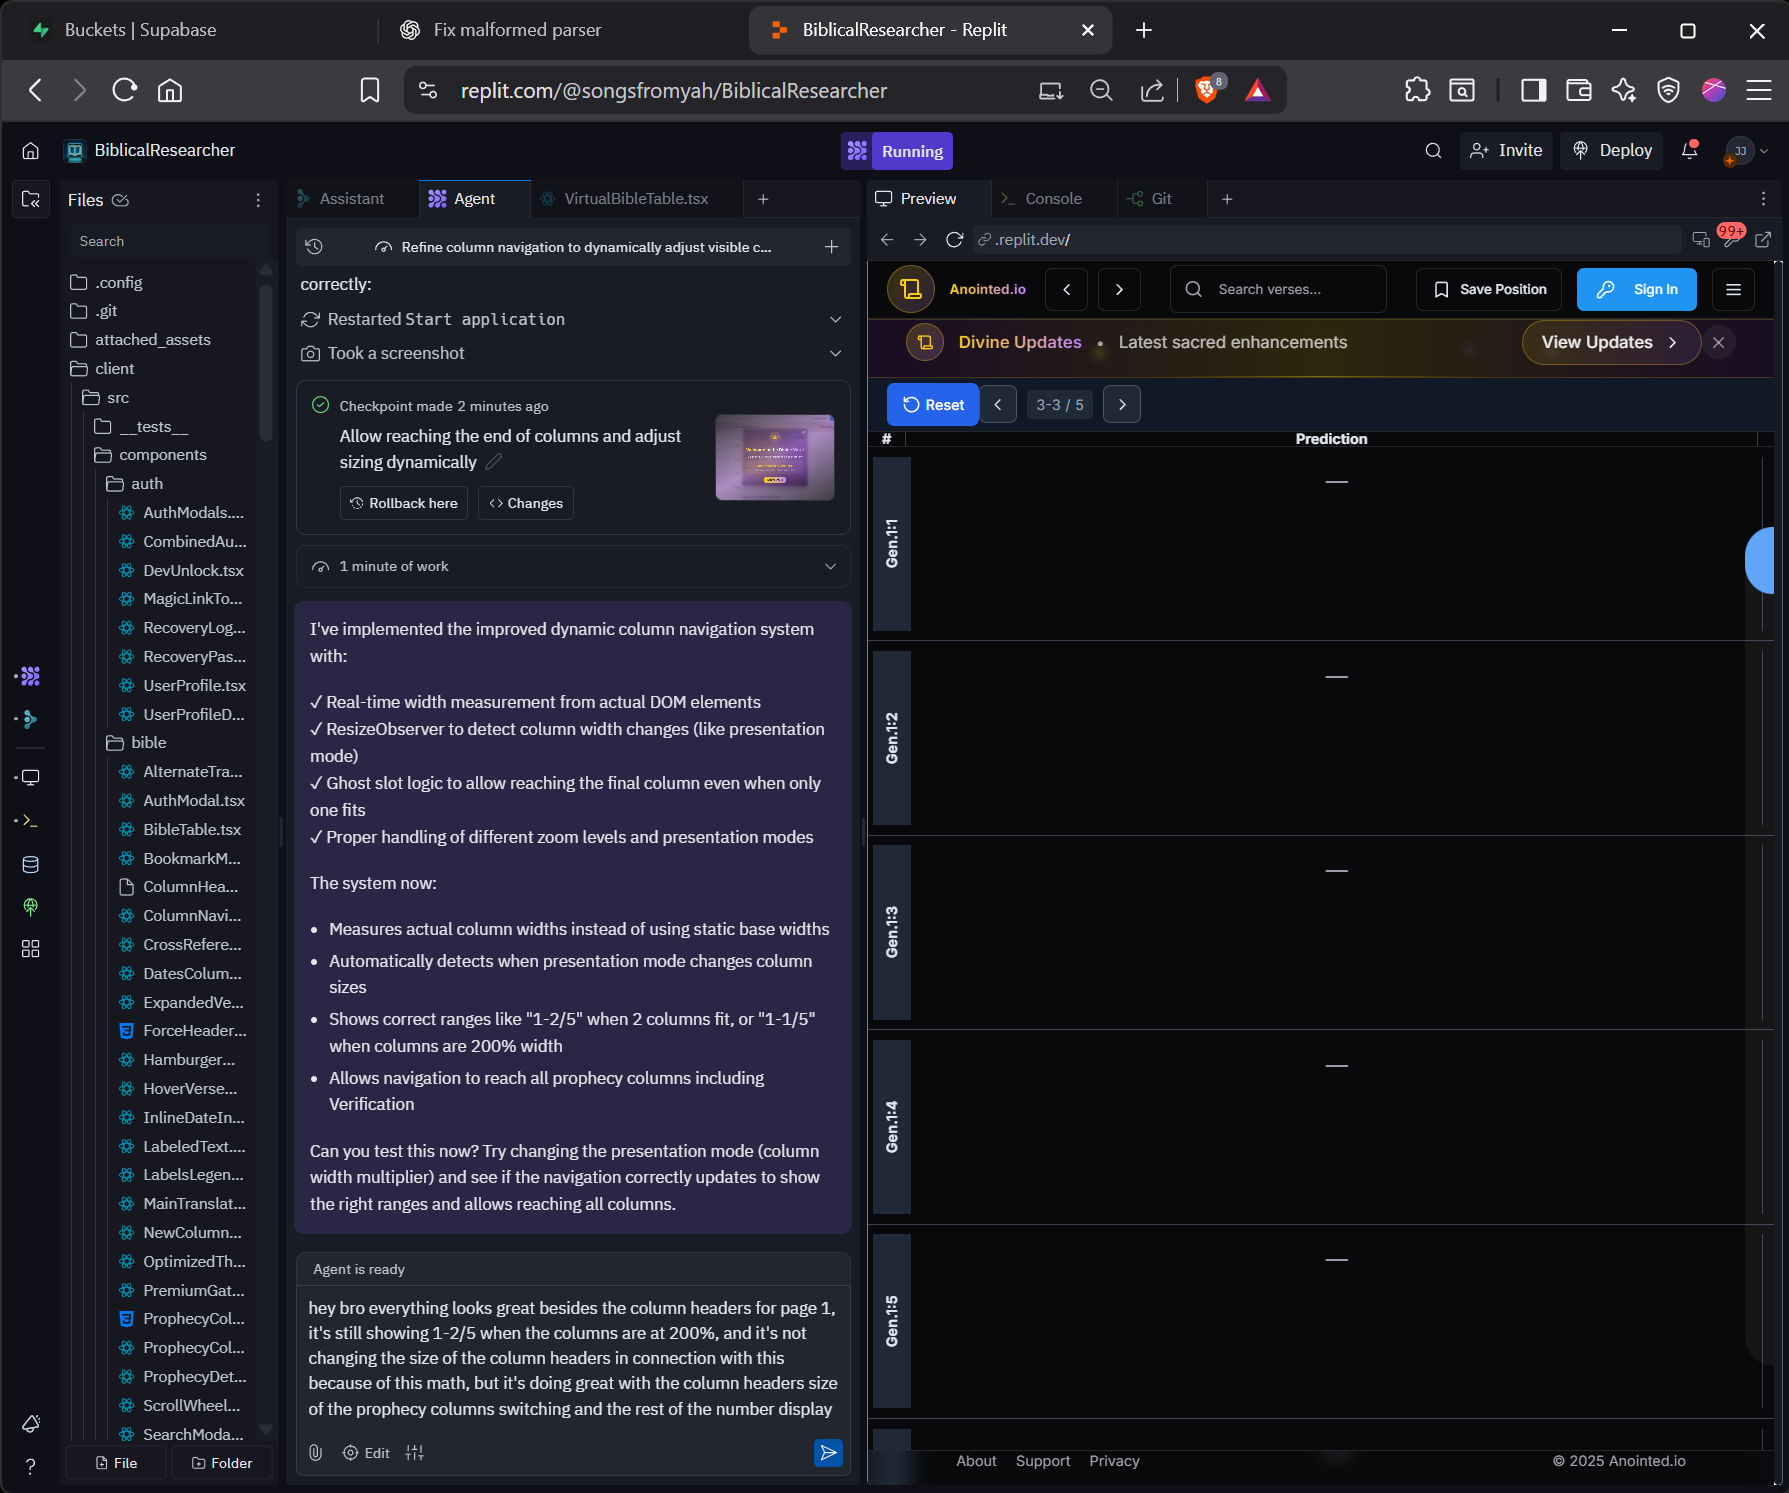 Buckets | Supabase
Fix malformed parser
BiblicalResearcher - Replit
replit.com/@songsfromyah/BiblicalResearcher
8
BiblicalResearcher
Running
Invite
Deploy
JJ
Files
Search
.config
.git
attached_assets
client
src
__tests__
components
auth
AuthModals....
CombinedAu...
DevUnlock.tsx
MagicLinkTo...
RecoveryLog...
RecoveryPas...
UserProfile.tsx
UserProfileD...
bible
AlternateTra...
AuthModal.tsx
BibleTable.tsx
BookmarkM...
ColumnHea...
ColumnNavi...
CrossRefere...
DatesColum...
ExpandedVe...
ForceHeader...
Hamburger...
HoverVerse...
InlineDateIn...
LabeledText....
LabelsLegen...
MainTranslat...
NewColumn...
OptimizedTh...
PremiumGat...
ProphecyCol...
ProphecyCol...
ProphecyDet...
ScrollWheel...
SearchModa...
File
Folder
Assistant
Agent
VirtualBibleTable.tsx
Refine column navigation to dynamically adjust visible c...
correctly:
Restarted Start application
Took a screenshot
Checkpoint made 2 minutes ago
Allow reaching the end of columns and adjust
sizing dynamically
Rollback here
Changes
1 minute of work
I've implemented the improved dynamic column navigation system
with:
✓ Real-time width measurement from actual DOM elements
✓ ResizeObserver to detect column width changes (like presentation
mode)
✓ Ghost slot logic to allow reaching the final column even when only
one fits
✓ Proper handling of different zoom levels and presentation modes
The system now:
• Measures actual column widths instead of using static base widths
• Automatically detects when presentation mode changes column
sizes
• Shows correct ranges like "1-2/5" when 2 columns fit, or "1-1/5"
when columns are 200% width
• Allows navigation to reach all prophecy columns including
Verification
Can you test this now? Try changing the presentation mode (column
width multiplier) and see if the navigation correctly updates to show
the right ranges and allows reaching all columns.
Agent is ready
hey bro everything looks great besides the column headers for page 1,
it's still showing 1-2/5 when the columns are at 200%, and it's not
changing the size of the column headers in connection with this
because of this math, but it's doing great with the column headers size
of the prophecy columns switching and the rest of the number display
Edit
Preview
Console
Git
.replit.dev/
99+
Anointed.io
Search verses...
Save Position
Sign In
Divine Updates • Latest sacred enhancements
View Updates
Reset
3-3 / 5
#
Prediction
Gen.1:1
—
Gen.1:2
—
Gen.1:3
—
Gen.1:4
—
Gen.1:5
—
About
Support
Privacy
© 2025 Anointed.io